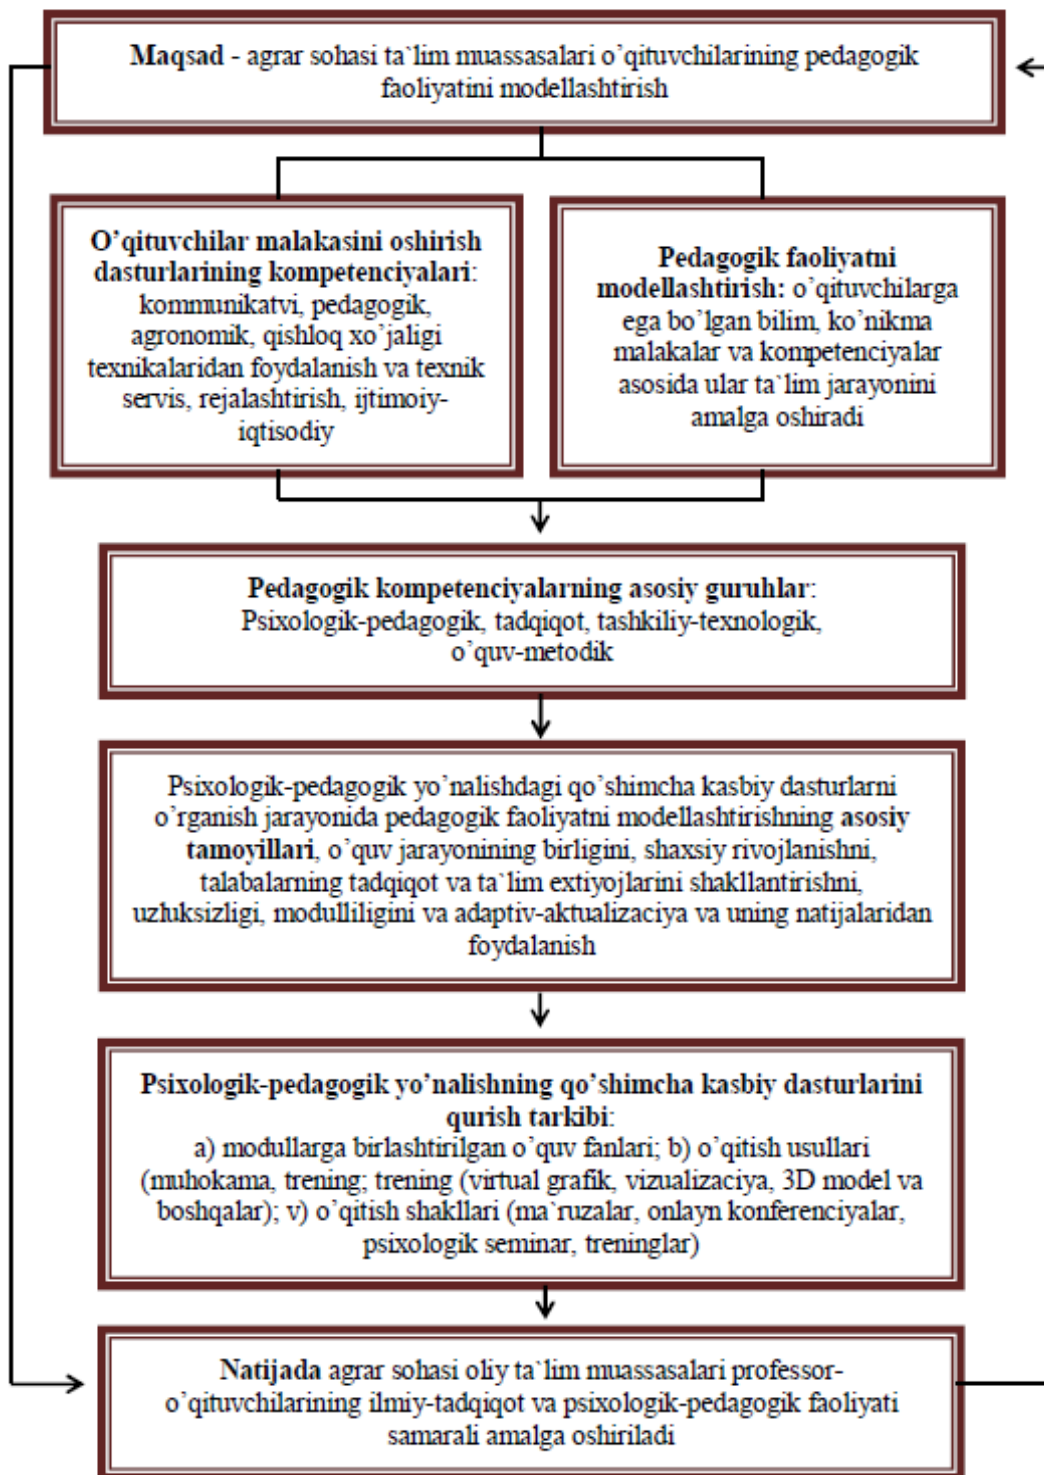 Maqsad - agrar sohasi ta`lim muassasalari o’qituvchilarining pedagogik
faoliyatini modellashtirish
O’qituvchilar malakasini oshirish
dasturlarining kompetenciyalari:
kommunikatvi, pedagogik,
agronomik, qishloq xo’jaligi
texnikalaridan foydalanish va texnik
servis, rejalashtirish, ijtimoiy-
iqtisodiy
Pedagogik faoliyatni
modellashtirish: o’qituvchilarga
ega bo’lgan bilim, ko’nikma
malakalar va kompetenciyalar
asosida ular ta`lim jarayonini
amalga oshiradi
Pedagogik kompetenciyalarning asosiy guruhlar:
Psixologik-pedagogik, tadqiqot, tashkiliy-texnologik,
o’quv-metodik
Psixologik-pedagogik yo’nalishdagi qo’shimcha kasbiy dasturlarni
o’rganish jarayonida pedagogik faoliyatni modellashtirishning asosiy
tamoyillari, o’quv jarayonining birligini, shaxsiy rivojlanishni,
talabalarning tadqiqot va ta`lim extiyojlarini shakllantirishni,
uzluksizligi, modulliligini va adaptiv-aktualizaciya va uning natijalaridan
foydalanish
Psixologik-pedagogik yo’nalishning qo’shimcha kasbiy dasturlarini
qurish tarkibi:
a) modullarga birlashtirilgan o’quv fanlari; b) o’qitish usullari
(muhokama, trening; trening (virtual grafik, vizualizaciya, 3D model va
boshqalar); v) o’qitish shakllari (ma`ruzalar, onlayn konferenciyalar,
psixologik seminar, treninglar)
Natijada agrar sohasi oliy ta`lim muassasalari professor-
o’qituvchilarining ilmiy-tadqiqot va psixologik-pedagogik faoliyati
samarali amalga oshiriladi